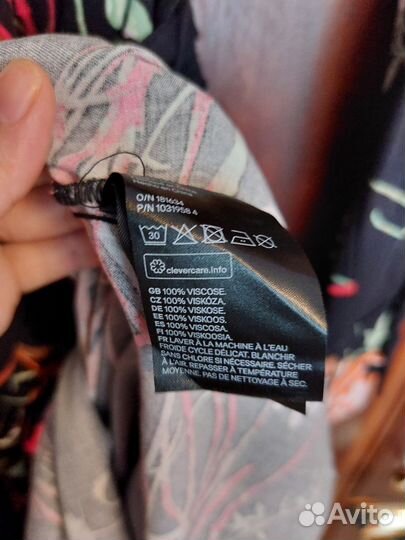 O/N 181634
P/N 1031958 4
30
clevercare.info
GB 100% VISCOSE.
CZ 100% VISKÓZA.
DE 100% VISKOSE.
EE 100% VISKOOS.
ES 100% VISCOSA.
FI 100% VISKOOSIA.
FR LAVER À LA MACHINE À L'EAU
FROIDE CYCLE DÉLICAT. BLANCHIR
SANS CHLORE SI NÉCESSAIRE. SÉCHER
À L'AIR. REPASSER À TEMPÉRATURE
MOYENNE. PAS DE NETTOYAGE À SEC.
Avito